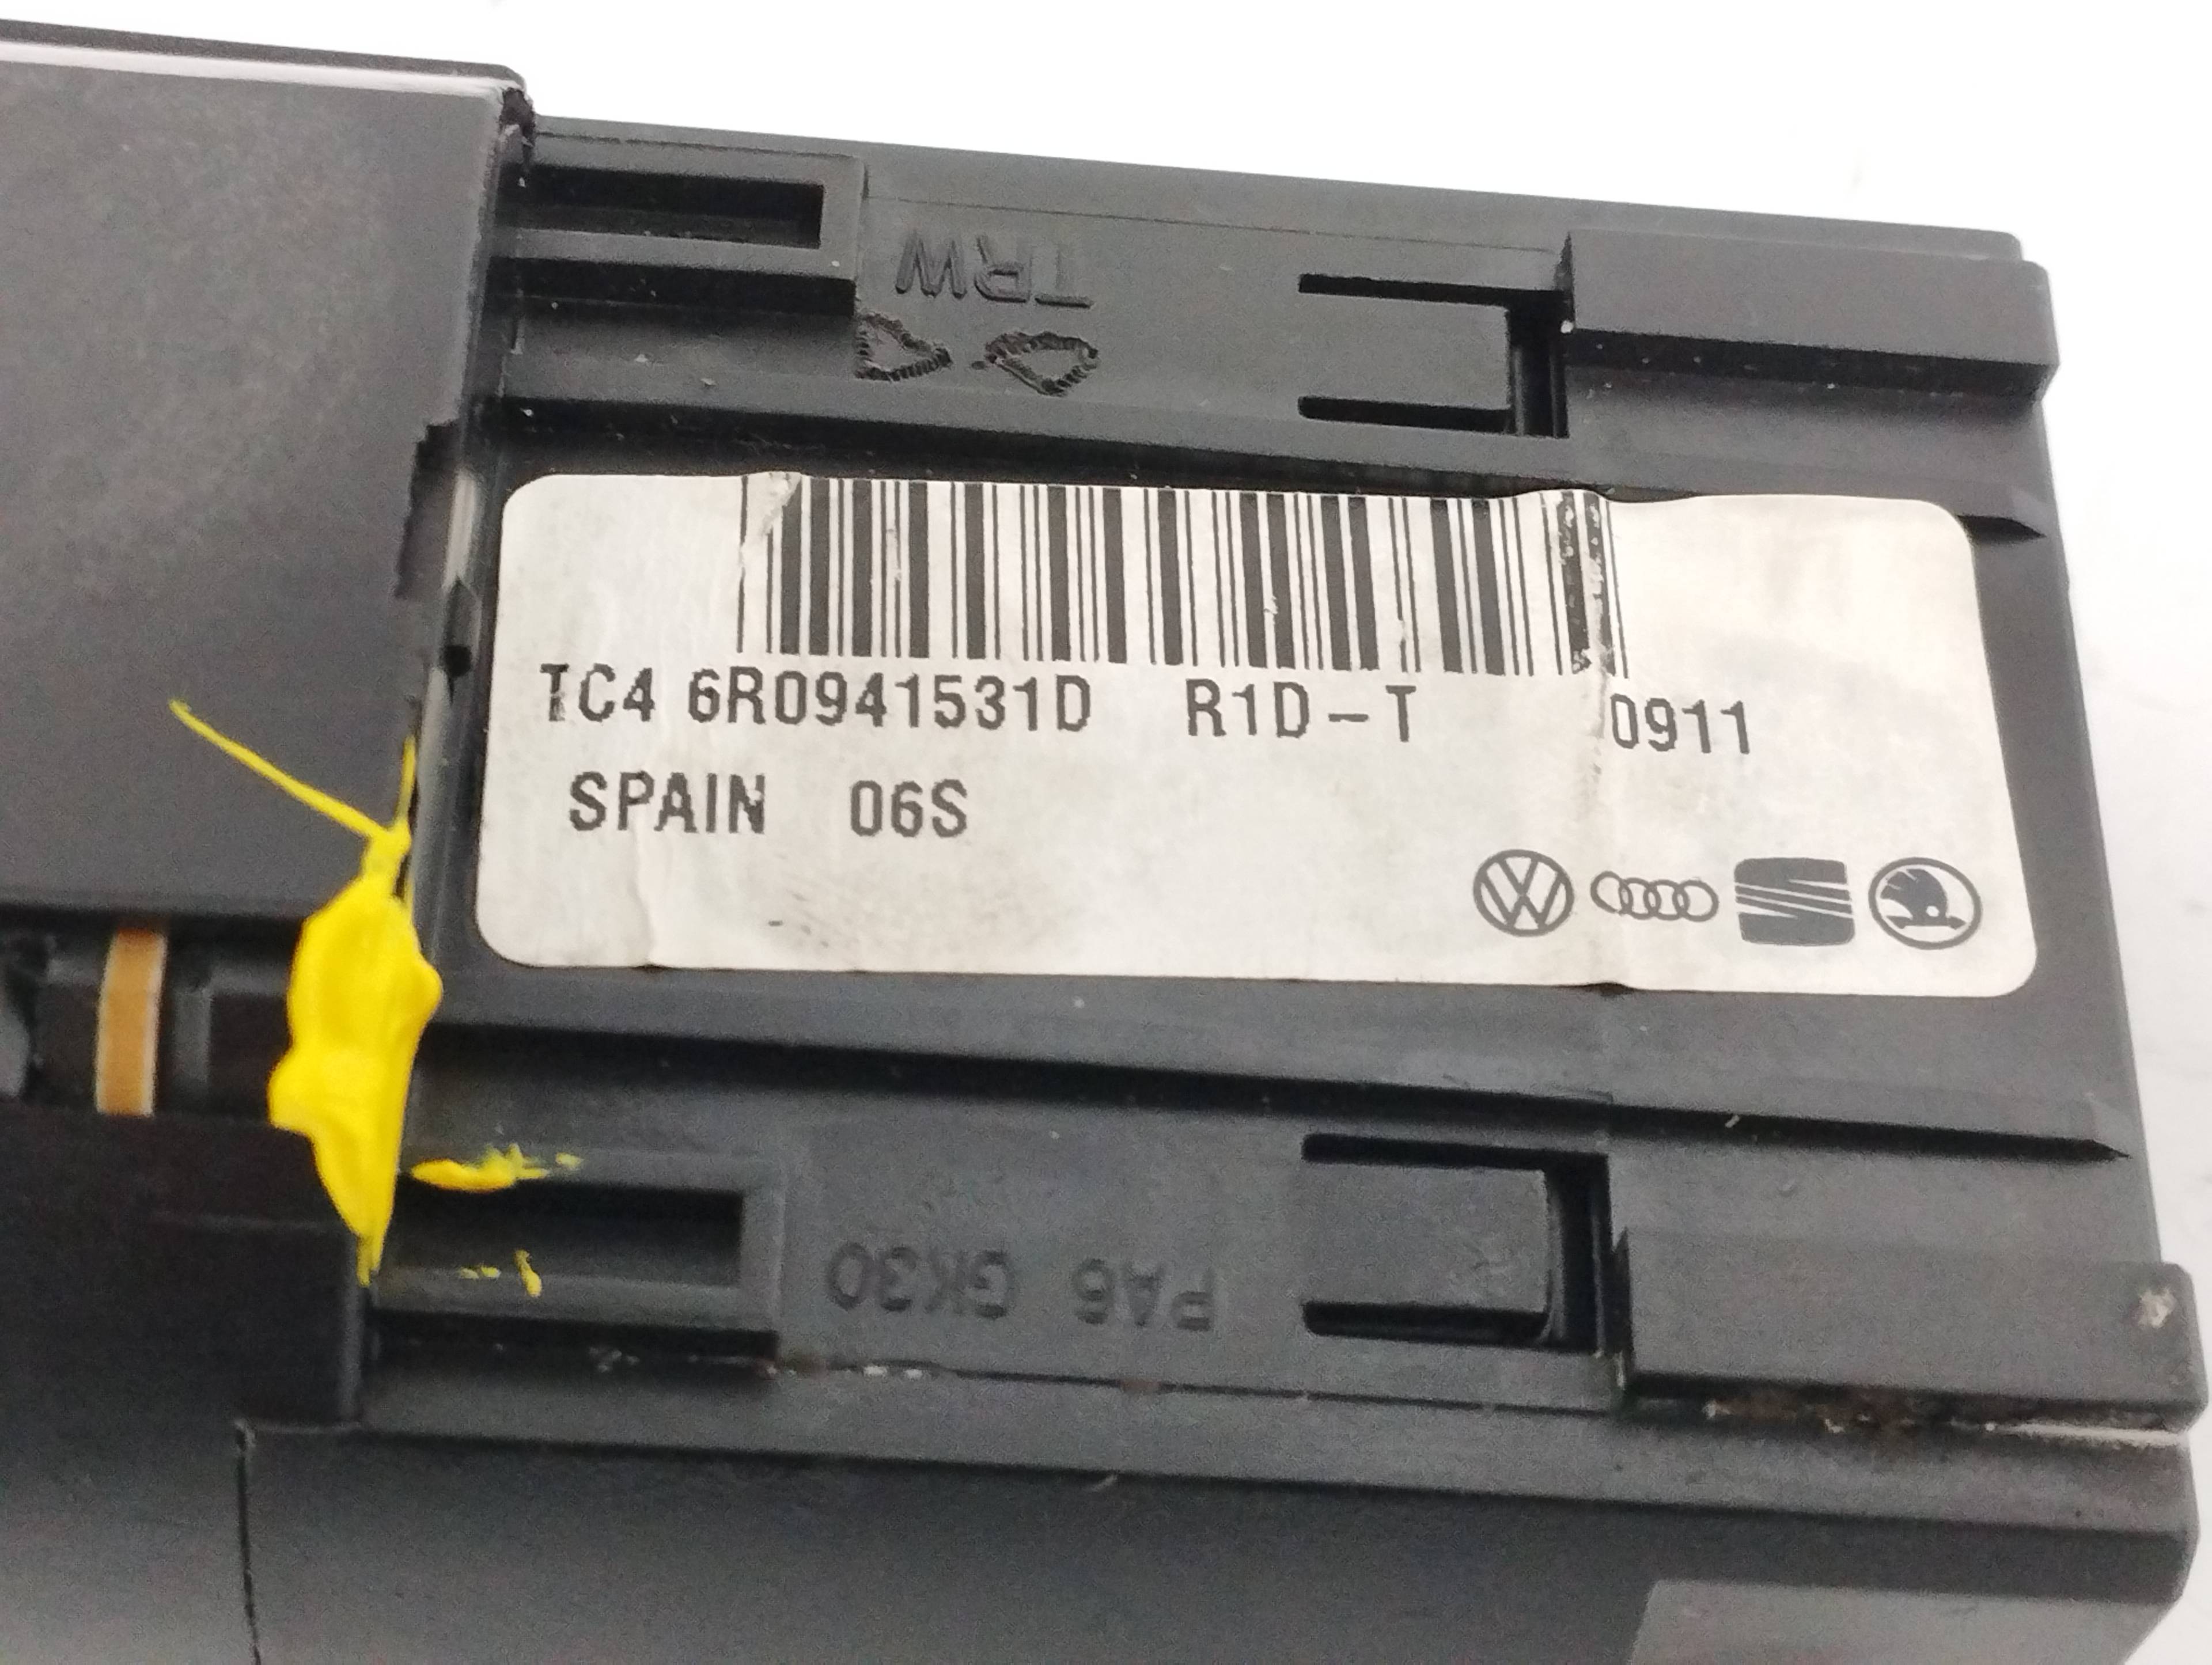 TRW
TC4 6R0941531D R1D-T 0911
SPAIN 06S
PA6 GK30